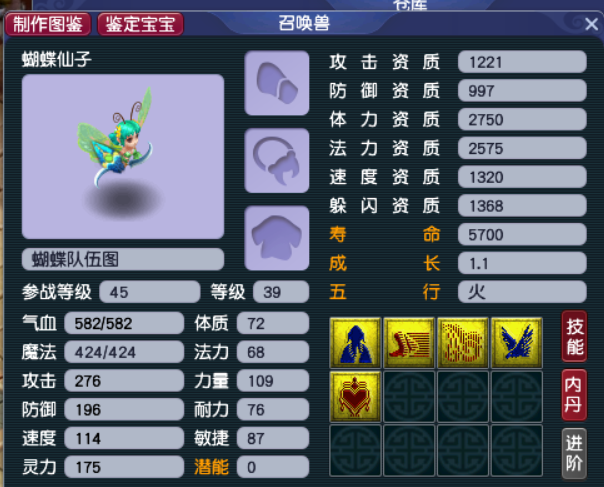 仓库
制作图鉴 鉴定宝宝 召唤兽
蝴蝶仙子
攻击资质 1221
防御资质 997
体力资质 2750
法力资质 2575
速度资质 1320
躲闪资质 1368
寿命 5700
成长 1.1
五行 火
蝴蝶队伍图
参战等级 45 等级 39
气血 582/582 体质 72
魔法 424/424 法力 68
攻击 276 力量 109
防御 196 耐力 76
速度 114 敏捷 87
灵力 175 潜能 0
技能
内丹
进阶